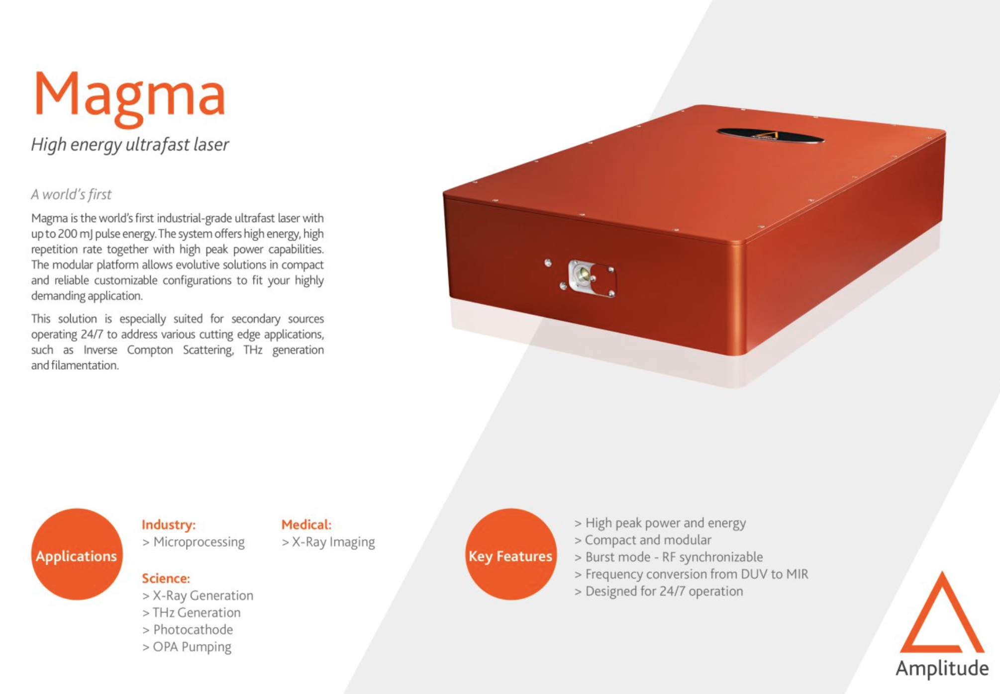 Magma
High energy ultrafast laser
A world's first
Magma is the world's first industrial-grade ultrafast laser with
up to 200 mJ pulse energy. The system offers high energy, high
repetition rate together with high peak power capabilities.
The modular platform allows evolutive solutions in compact
and reliable customizable configurations to fit your highly
demanding application.
This solution is especially suited for secondary sources
operating 24/7 to address various cutting edge applications,
such as Inverse Compton Scattering, THz generation
and filamentation.
Applications
Industry:
> Microprocessing
Science:
> X-Ray Generation
> THz Generation
> Photocathode
> OPA Pumping
Medical:
> X-Ray Imaging
Key Features
> High peak power and energy
> Compact and modular
> Burst mode - RF synchronizable
> Frequency conversion from DUV to MIR
> Designed for 24/7 operation
Amplitude